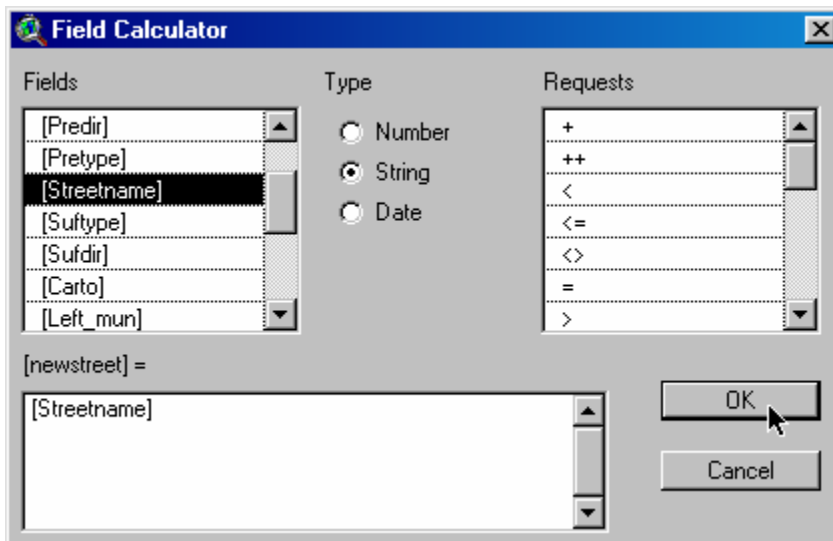 Field Calculator
Fields
[Predir]
[Pretype]
[Streetname]
[Suftype]
[Sufdir]
[Carto]
[Left_mun]
Type
Number
String
Date
Requests
+
++
<
<=
<>
=
>
[newstreet] =
[Streetname]
OK
Cancel